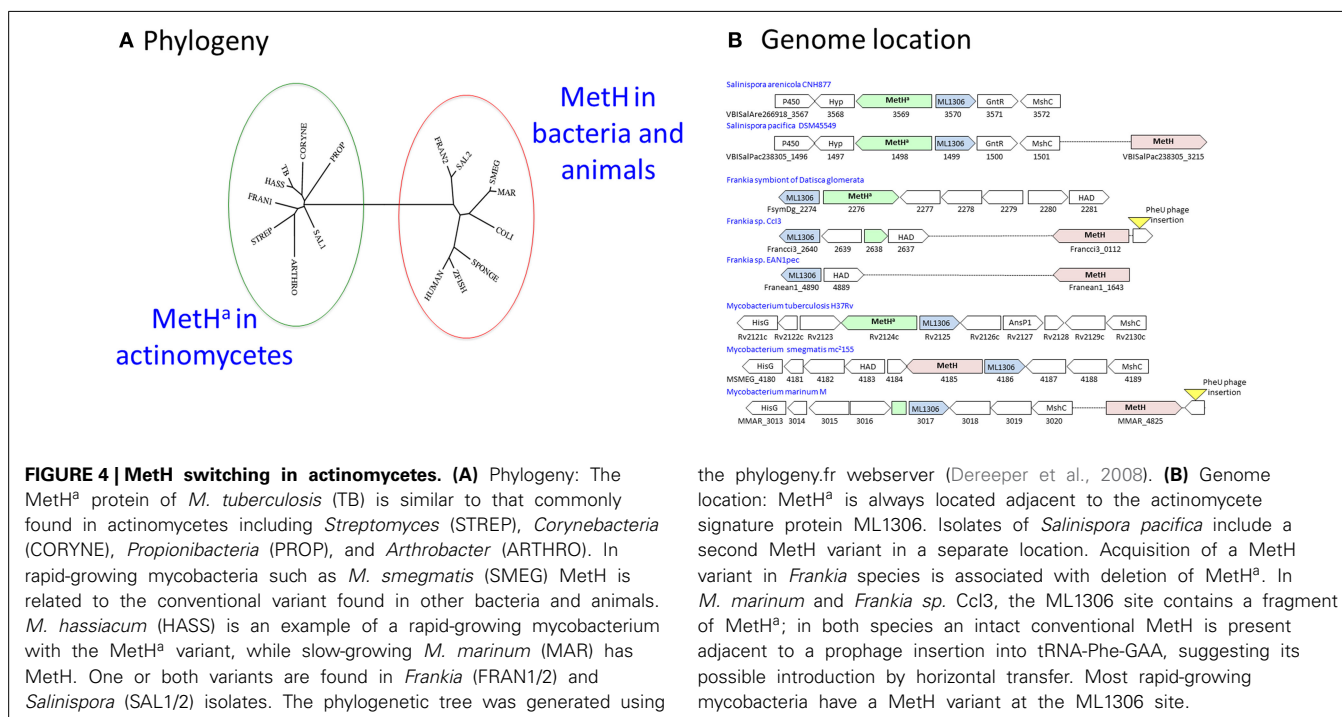 A Phylogeny
B Genome location
MetH in
bacteria and
animals
MetHᵃ in
actinomycetes
TB
HASS
CORYNE
PROP
FRAN1
STREP
SAL1
ARTHRO
FRAN2
SAL2
SMEG
MAR
COLI
SPONGE
ZFISH
HUMAN
Salinispora arenicola CNH877
P450 Hyp MetHᵃ ML1306 GntR MshC
VBISalAre266918_3567 3568 3569 3570 3571 3572
Salinispora pacifica DSM45549
P450 Hyp MetHᵃ ML1306 GntR MshC MetH
VBISalPac238305_1496 1497 1498 1499 1500 1501 VBISalPac238305_3215
Frankia symbiont of Datisca glomerata
ML1306 MetHᵃ HAD
FsymDg_2274 2276 2277 2278 2279 2280 2281
PheU phage
insertion
Frankia sp. CcI3
ML1306 HAD MetH
Francci3_2640 2639 2638 2637 Francci3_0112
Frankia sp. EAN1pec
ML1306 HAD MetH
Franean1_4890 4889 Franean1_1643
Mycobacterium tuberculosis H37Rv
HisG MetHᵃ ML1306 AnsP1 MshC
Rv2121c Rv2122c Rv2123 Rv2124c Rv2125 Rv2126c Rv2127 Rv2128 Rv2129c Rv2130c
Mycobacterium smegmatis mc²155
HisG HAD MetH ML1306 MshC
MSMEG_4180 4181 4182 4183 4184 4185 4186 4187 4188 4189
PheU phage
insertion
Mycobacterium marinum M
HisG ML1306 MshC MetH
MMAR_3013 3014 3015 3016 3017 3018 3019 3020 MMAR_4825
FIGURE 4 | MetH switching in actinomycetes. (A) Phylogeny: The
MetHᵃ protein of M. tuberculosis (TB) is similar to that commonly
found in actinomycetes including Streptomyces (STREP), Corynebacteria
(CORYNE), Propionibacteria (PROP), and Arthrobacter (ARTHRO). In
rapid-growing mycobacteria such as M. smegmatis (SMEG) MetH is
related to the conventional variant found in other bacteria and animals.
M. hassiacum (HASS) is an example of a rapid-growing mycobacterium
with the MetHᵃ variant, while slow-growing M. marinum (MAR) has
MetH. One or both variants are found in Frankia (FRAN1/2) and
Salinispora (SAL1/2) isolates. The phylogenetic tree was generated using
the phylogeny.fr webserver (Dereeper et al., 2008). (B) Genome
location: MetHᵃ is always located adjacent to the actinomycete
signature protein ML1306. Isolates of Salinispora pacifica include a
second MetH variant in a separate location. Acquisition of a MetH
variant in Frankia species is associated with deletion of MetHᵃ. In
M. marinum and Frankia sp. CcI3, the ML1306 site contains a fragment
of MetHᵃ; in both species an intact conventional MetH is present
adjacent to a prophage insertion into tRNA-Phe-GAA, suggesting its
possible introduction by horizontal transfer. Most rapid-growing
mycobacteria have a MetH variant at the ML1306 site.